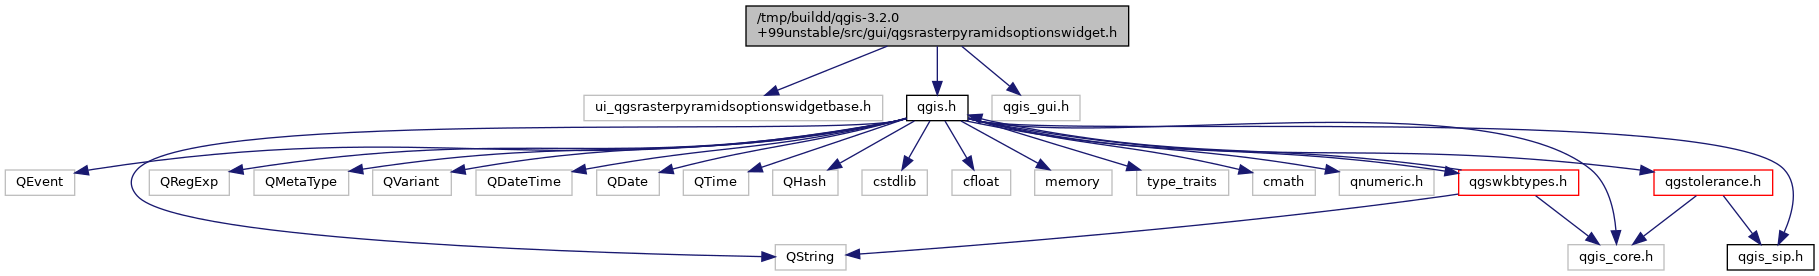 /tmp/buildd/qgis-3.2.0
+99unstable/src/gui/qgsrasterpyramidsoptionswidget.h
ui_qgsrasterpyramidsoptionswidgetbase.h
qgis.h
qgis_gui.h
QEvent
QRegExp
QMetaType
QVariant
QDateTime
QDate
QTime
QHash
cstdlib
cfloat
memory
type_traits
cmath
qnumeric.h
qgswkbtypes.h
qgstolerance.h
QString
qgis_core.h
qgis_sip.h